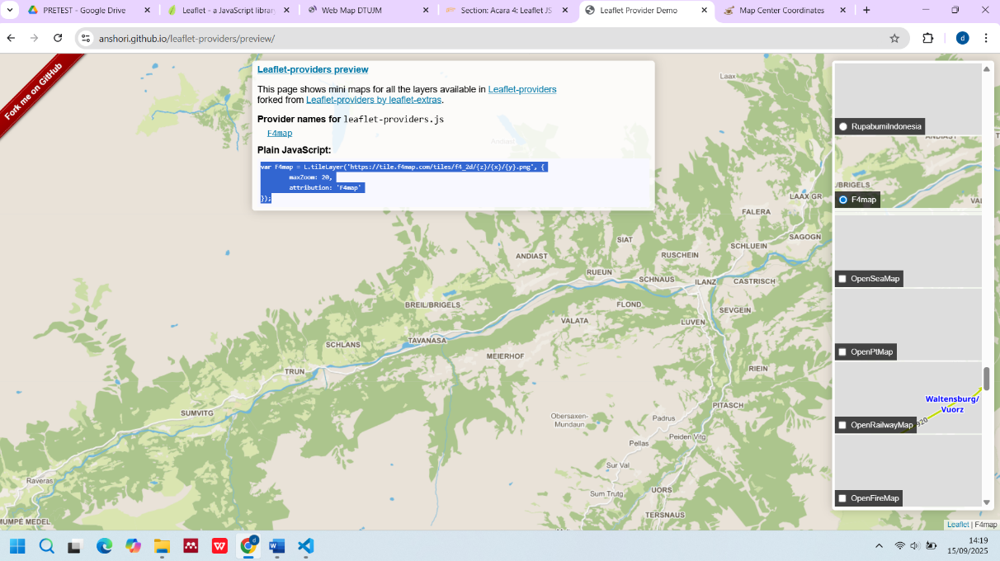 PRETEST - Google Drive
Leaflet - a JavaScript librar
Web Map DTUJM
Section: Acara 4: Leaflet JS
Leaflet Provider Demo
Map Center Coordinates
anshori.github.io/leaflet-providers/preview/
d
Fork me on GitHub
Leaflet-providers preview
This page shows mini maps for all the layers available in Leaflet-providers
forked from Leaflet-providers by leaflet-extras.
Provider names for leaflet-providers.js
F4map
Plain JavaScript:
var F4map = L.tileLayer('https://tile.f4map.com/tiles/f4_2d/{z}/{x}/{y}.png', {
maxZoom: 20,
attribution: 'F4map'
});
Laax
Andiast
LAAX GR
FALERA
SAGOGN
SIAT
SCHLUEIN
ANDIAST
RUSCHEIN
RUEUN
SCHNAUS
ILANZ
CASTRISCH
BREIL/BRIGELS
FLOND
SEVGEIN
VALATA
LUVEN
TAVANASA
SCHLANS
MEIERHOF
RIEIN
TRUN
PITASCH
SUMVITG
Obersaxen-
Mundaun
Padrus
Peiden Vitg
Pellas
Sur Val
Raveras
Sum Trutg
UORS
TERSNAUS
MUMPÉ MEDEL
RupabumiIndonesia
ANDIAST
/BRIGELS
VAL
F4map
OpenSeaMap
OpenPtMap
Waltensburg/
Vuorz
920
OpenRailwayMap
OpenFireMap
Leaflet | F4map
14:19
15/09/2025